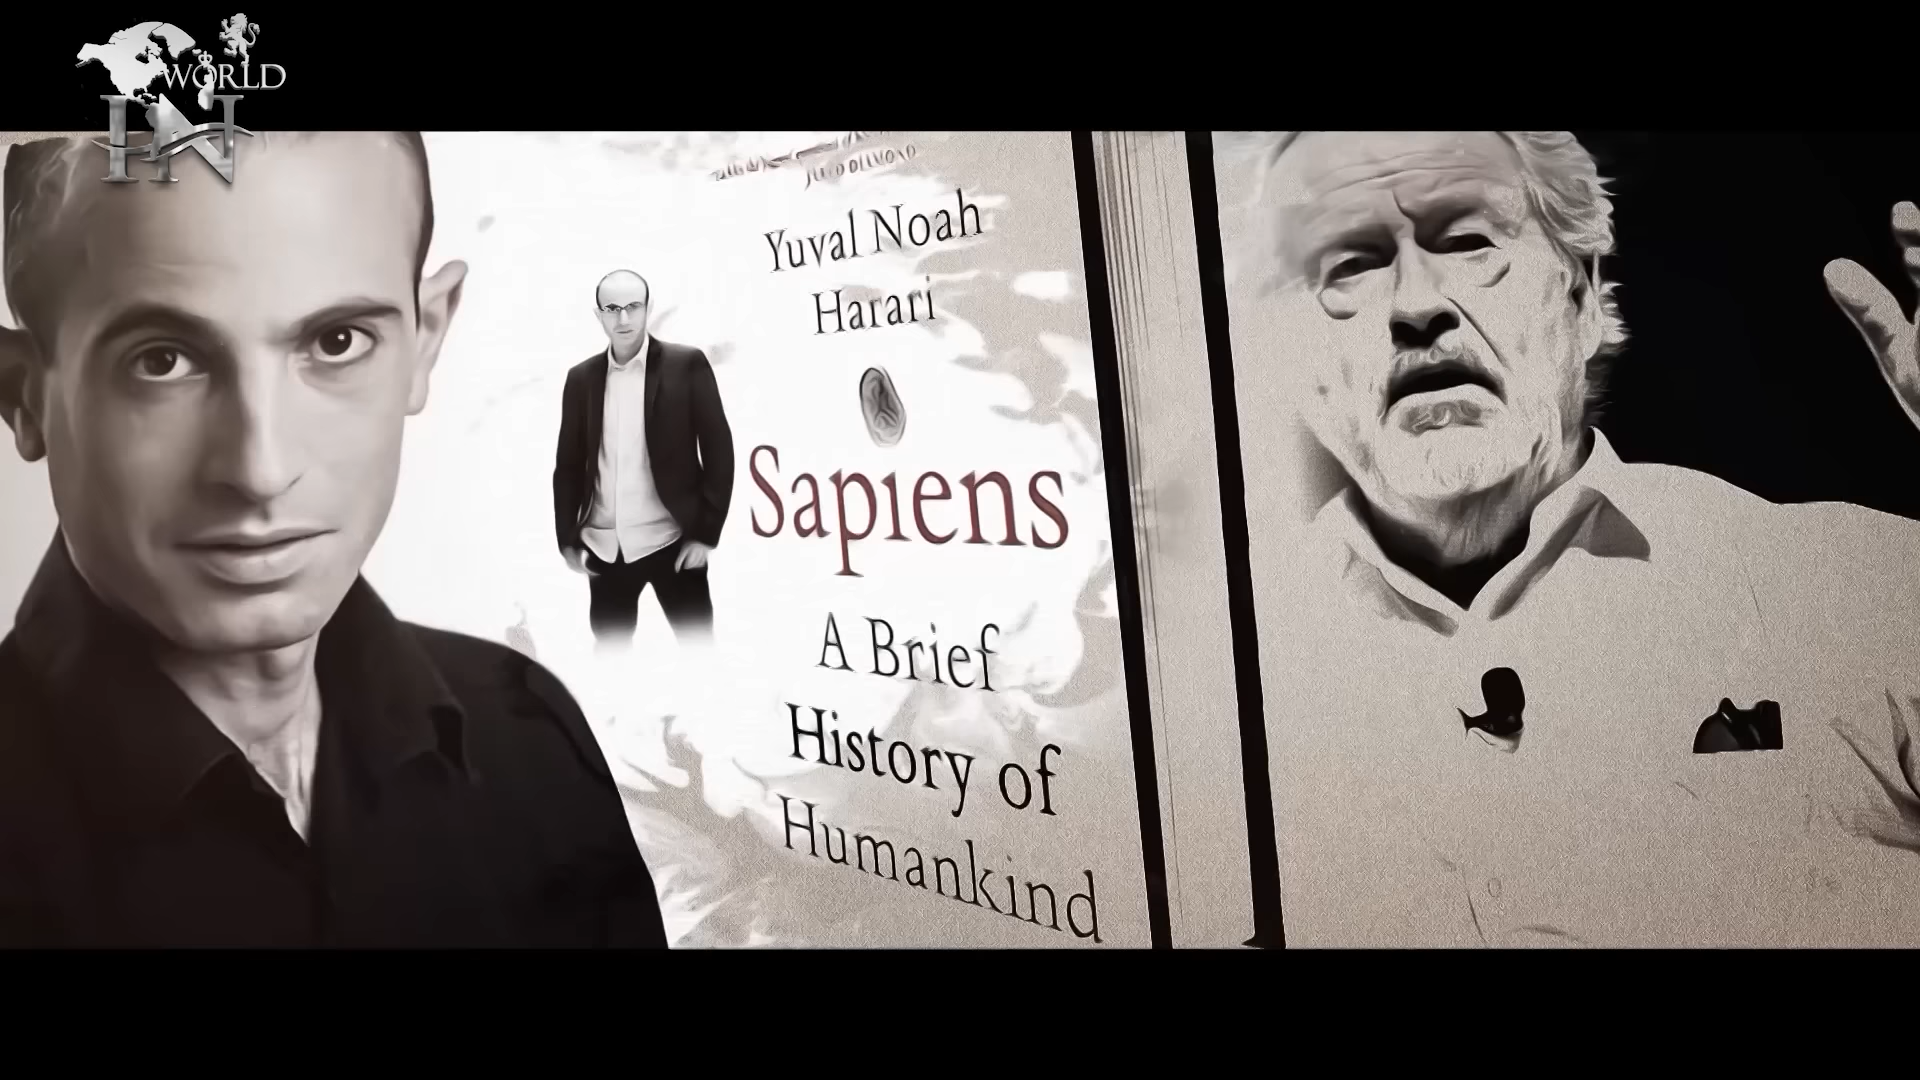 WORLD
IN
Yuval Noah
Harari
Sapiens
A Brief
History of
Humankind